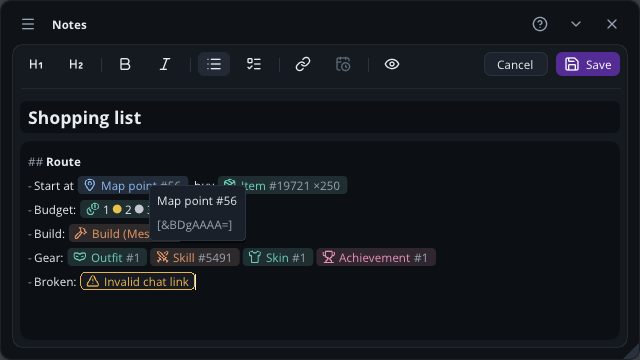 Notes
H1 H2 B I Cancel Save
Shopping list
## Route
- Start at Map point #56 buy Item #19721 ×250
Map point #56
[&BDgAAAA=]
- Budget: 1 2
- Build: Build
- Gear: Outfit #1 Skill #5491 Skin #1 Achievement #1
- Broken: Invalid chat link